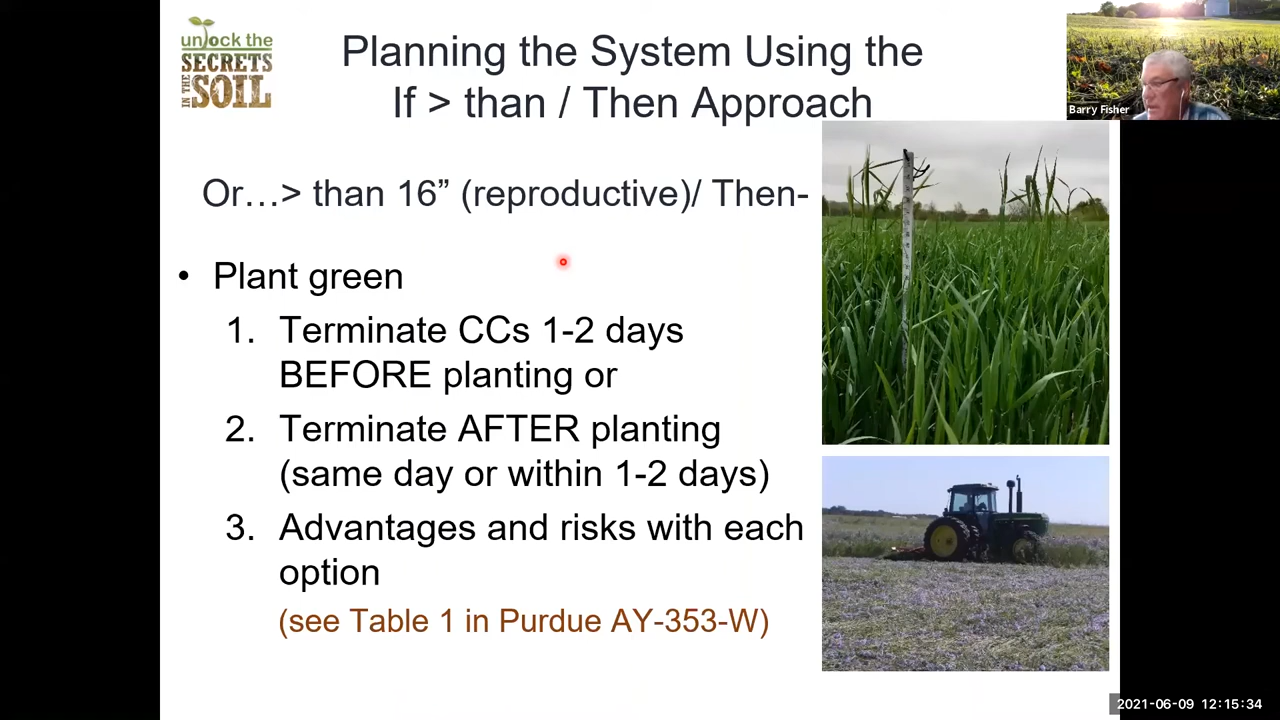 unlock the
SECRETS
IN THE
SOIL
Planning the System Using the
If > than / Then Approach
Barry Fisher
Or…> than 16” (reproductive)/ Then-
• Plant green
1. Terminate CCs 1-2 days
BEFORE planting or
2. Terminate AFTER planting
(same day or within 1-2 days)
3. Advantages and risks with each
option
(see Table 1 in Purdue AY-353-W)
2021-06-09 12:15:34